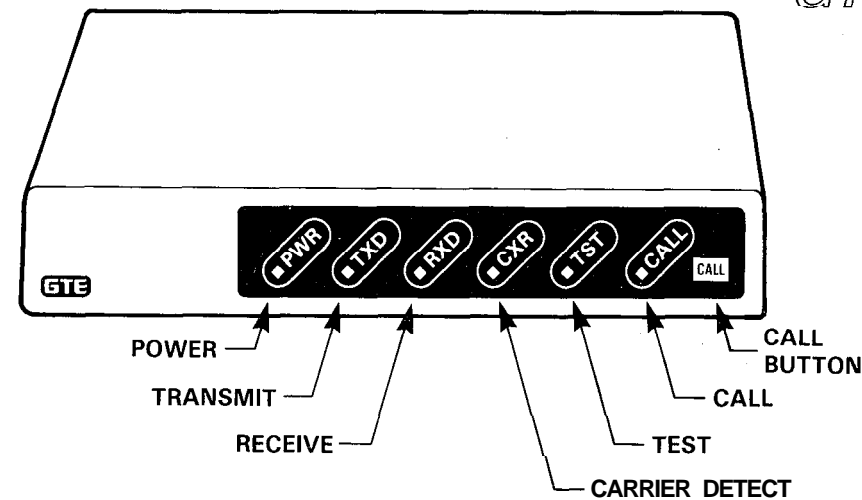 PWR TXD RXD CXR TST CALL CALL
GTE
POWER
TRANSMIT
RECEIVE
CALL
BUTTON
CALL
TEST
CARRIER DETECT